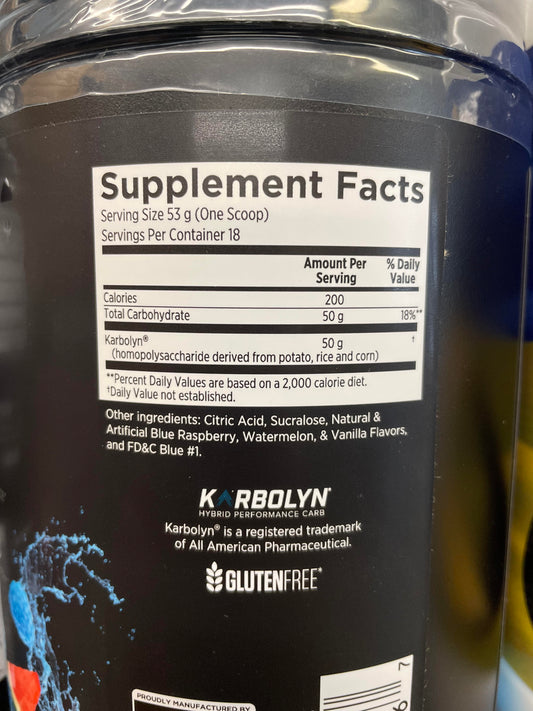 Supplement Facts
Serving Size 53 g (One Scoop)
Servings Per Container 18
Amount Per Serving
% Daily Value
Calories 200
Total Carbohydrate 50 g 18%**
Karbolyn® 50 g †
(homopolysaccharide derived from potato, rice and corn)
**Percent Daily Values are based on a 2,000 calorie diet.
†Daily Value not established.
Other ingredients: Citric Acid, Sucralose, Natural &
Artificial Blue Raspberry, Watermelon, & Vanilla Flavors,
and FD&C Blue #1.
KARBOLYN®
HYBRID PERFORMANCE CARB
Karbolyn® is a registered trademark
of All American Pharmaceutical.
GLUTENFREE*
PROUDLY MANUFACTURED BY
7